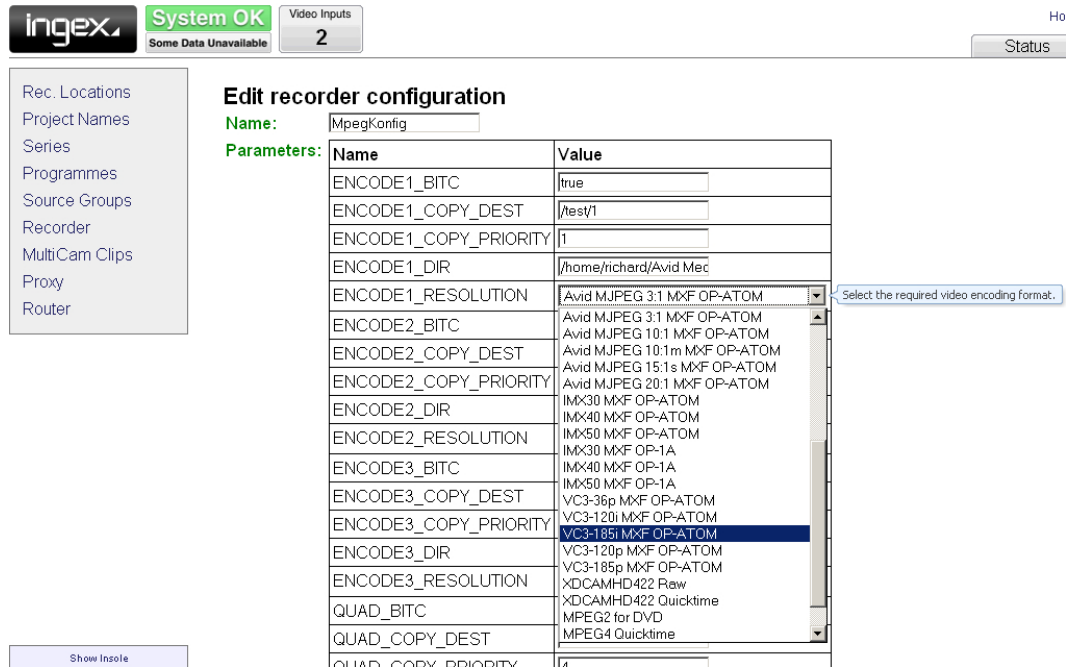 ingex
System OK
Some Data Unavailable
Video Inputs
2
Ho
Status
Rec. Locations
Project Names
Series
Programmes
Source Groups
Recorder
MultiCam Clips
Proxy
Router
Show Insole
Edit recorder configuration
Name: MpegKonfig
Parameters:
Name Value
ENCODE1_BITC true
ENCODE1_COPY_DEST /test/1
ENCODE1_COPY_PRIORITY 1
ENCODE1_DIR /home/richard/Avid Med
ENCODE1_RESOLUTION Avid MJPEG 3:1 MXF OP-ATOM
Select the required video encoding format.
ENCODE2_BITC
ENCODE2_COPY_DEST
ENCODE2_COPY_PRIORITY
ENCODE2_DIR
ENCODE2_RESOLUTION
ENCODE3_BITC
ENCODE3_COPY_DEST
ENCODE3_COPY_PRIORITY
ENCODE3_DIR
ENCODE3_RESOLUTION
QUAD_BITC
QUAD_COPY_DEST
QUAD_COPY_PRIORITY 4
Avid MJPEG 3:1 MXF OP-ATOM
Avid MJPEG 10:1 MXF OP-ATOM
Avid MJPEG 10:1m MXF OP-ATOM
Avid MJPEG 15:1s MXF OP-ATOM
Avid MJPEG 20:1 MXF OP-ATOM
IMX30 MXF OP-ATOM
IMX40 MXF OP-ATOM
IMX50 MXF OP-ATOM
IMX30 MXF OP-1A
IMX40 MXF OP-1A
IMX50 MXF OP-1A
VC3-36p MXF OP-ATOM
VC3-120i MXF OP-ATOM
VC3-185i MXF OP-ATOM
VC3-120p MXF OP-ATOM
VC3-185p MXF OP-ATOM
XDCAMHD422 Raw
XDCAMHD422 Quicktime
MPEG2 for DVD
MPEG4 Quicktime